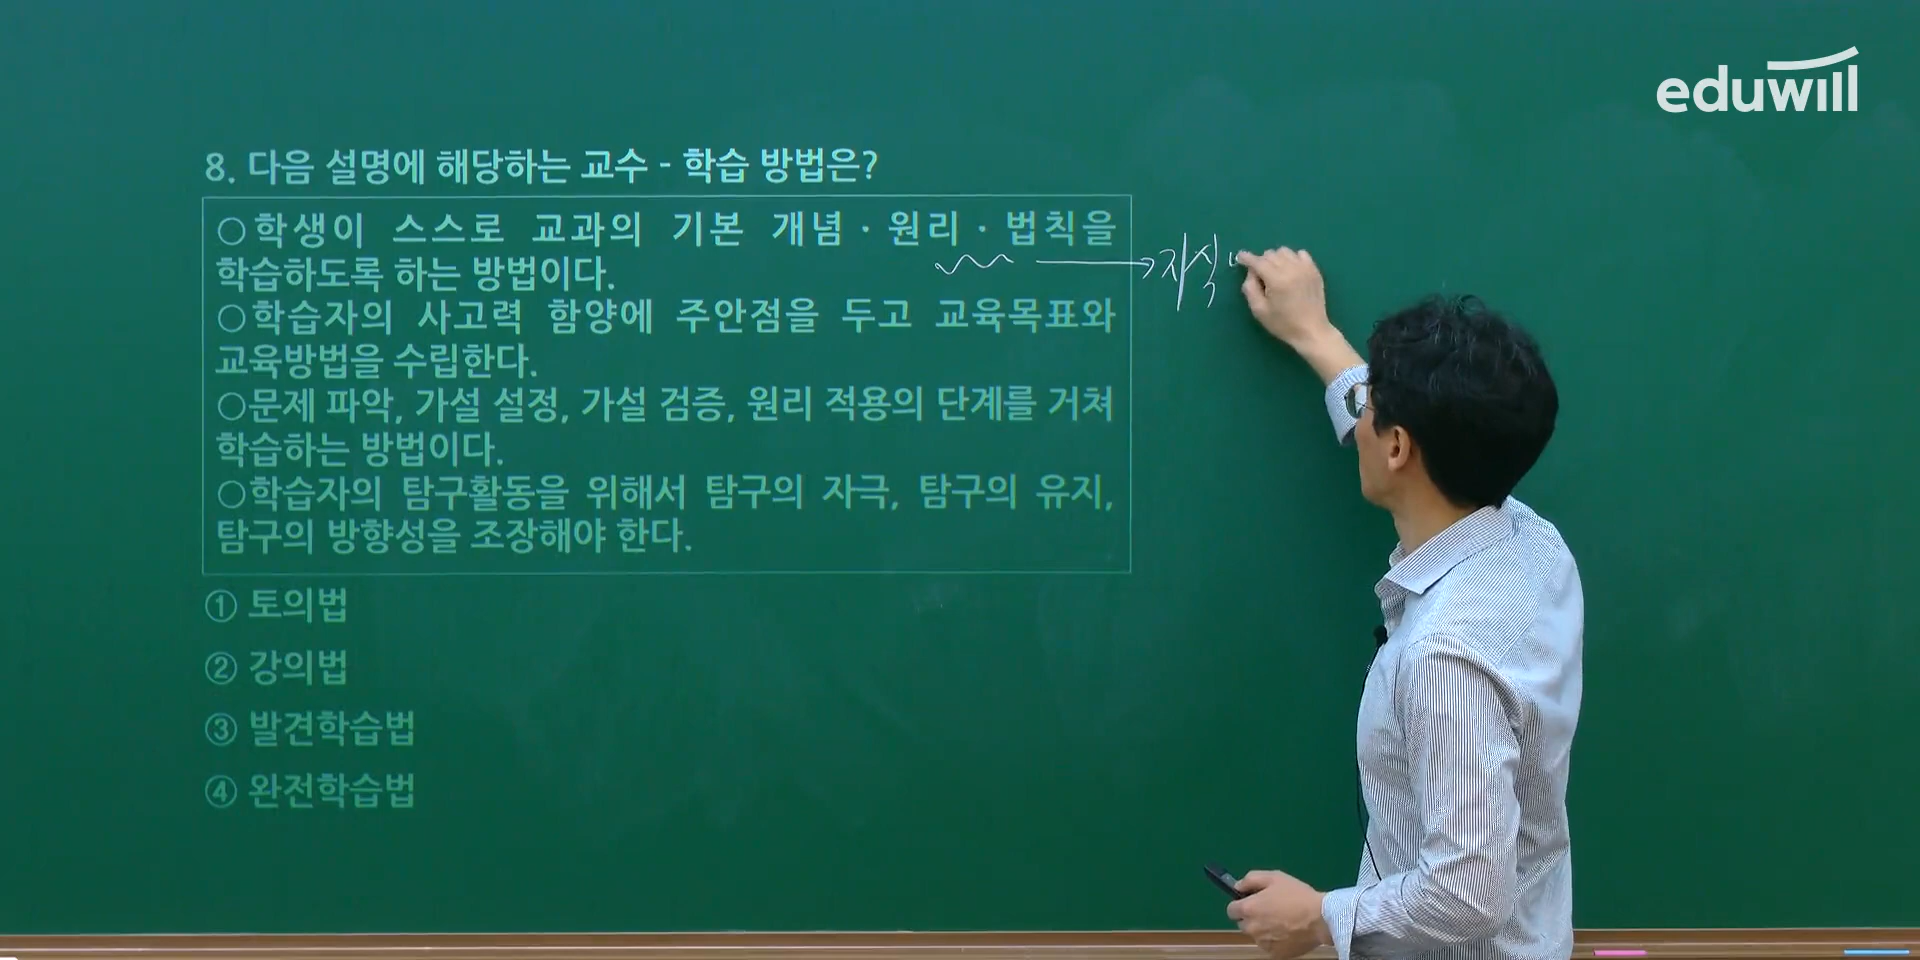 eduwill
8. 다음 설명에 해당하는 교수 - 학습 방법은?
○학생이 스스로 교과의 기본 개념 · 원리 · 법칙을
학습하도록 하는 방법이다.
○학습자의 사고력 함양에 주안점을 두고 교육목표와
교육방법을 수립한다.
○문제 파악, 가설 설정, 가설 검증, 원리 적용의 단계를 거쳐
학습하는 방법이다.
○학습자의 탐구활동을 위해서 탐구의 자극, 탐구의 유지,
탐구의 방향성을 조장해야 한다.
① 토의법
② 강의법
③ 발견학습법
④ 완전학습법